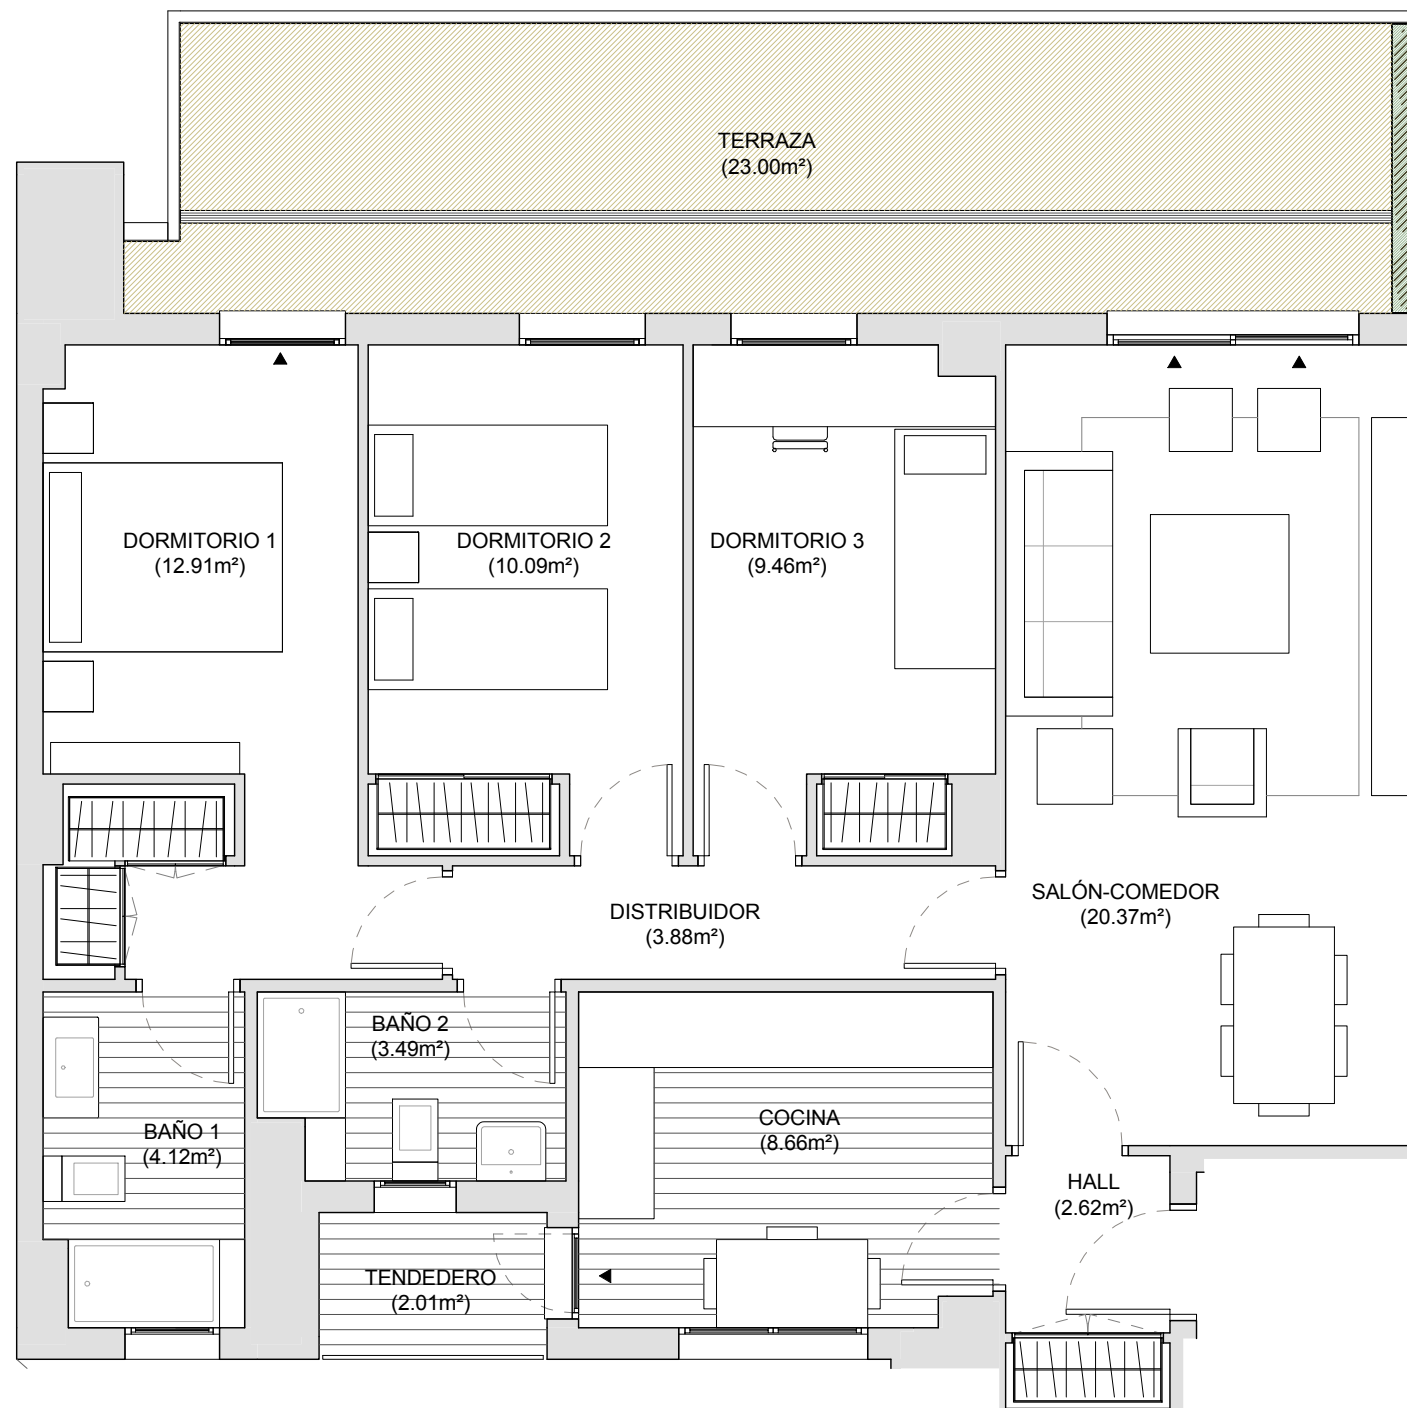 TERRAZA
(23.00m²)
DORMITORIO 1
(12.91m²)
DORMITORIO 2
(10.09m²)
DORMITORIO 3
(9.46m²)
SALÓN-COMEDOR
(20.37m²)
DISTRIBUIDOR
(3.88m²)
BAÑO 2
(3.49m²)
BAÑO 1
(4.12m²)
COCINA
(8.66m²)
HALL
(2.62m²)
TENDEDERO
(2.01m²)